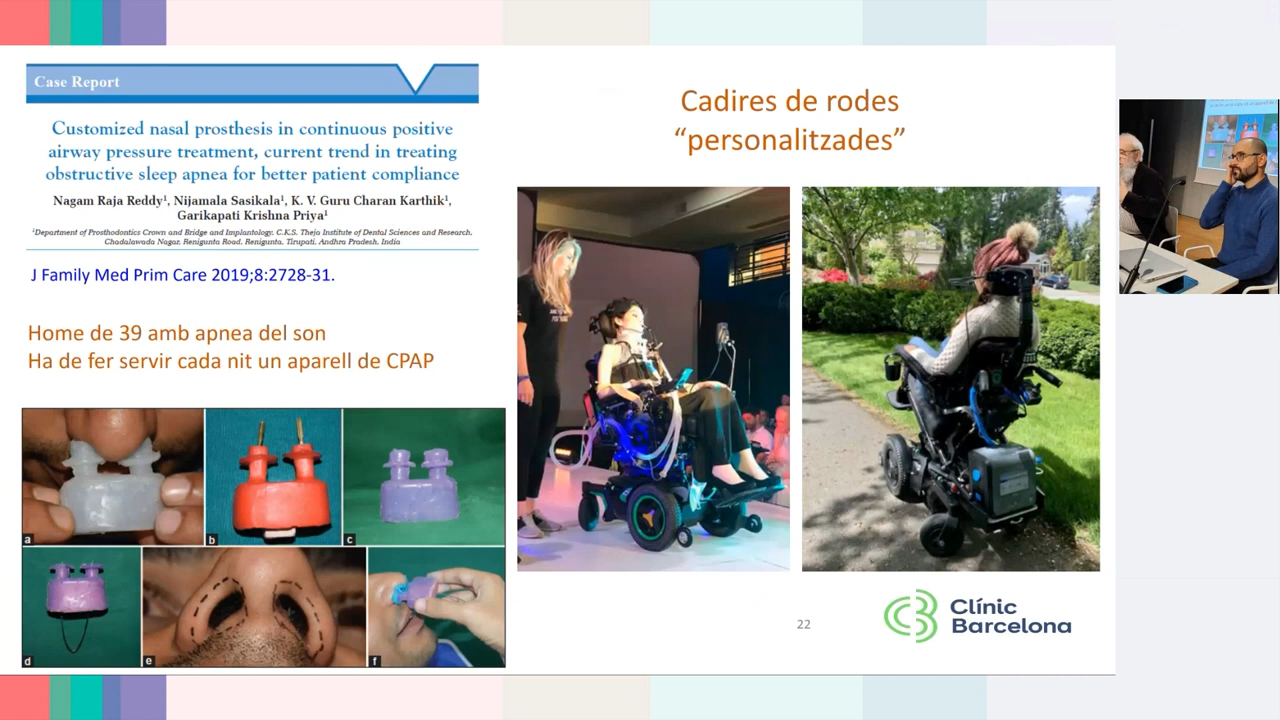 Case Report
Customized nasal prosthesis in continuous positive
airway pressure treatment, current trend in treating
obstructive sleep apnea for better patient compliance
Nagam Raja Reddy¹, Nijamala Sasikala¹, K. V. Guru Charan Karthik¹,
Garikapati Krishna Priya¹
¹Department of Prosthodontics Crown and Bridge and Implantology, C.K.S. Theja Institute of Dental Sciences and Research,
Chadalawada Nagar, Renigunta Road, Renigunta, Tirupati, Andhra Pradesh, India
J Family Med Prim Care 2019;8:2728-31.
Home de 39 amb apnea del son
Ha de fer servir cada nit un aparell de CPAP
a
b
c
d
e
f
Cadires de rodes
“personalitzades”
22
Clínic
Barcelona